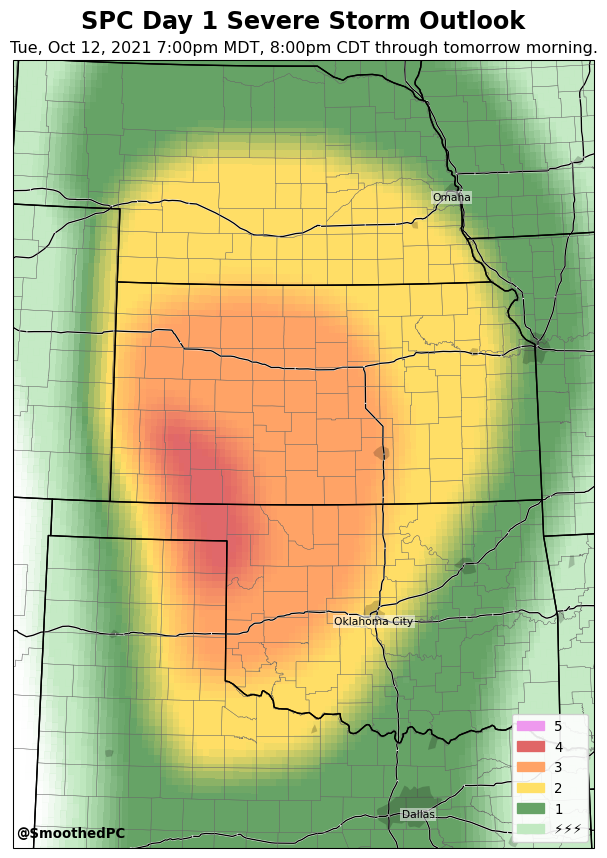 SPC Day 1 Severe Storm Outlook
Tue, Oct 12, 2021 7:00pm MDT, 8:00pm CDT through tomorrow morning.
Omaha
Oklahoma City
5
4
3
2
1
⚡⚡⚡
Dallas
@SmoothedPC